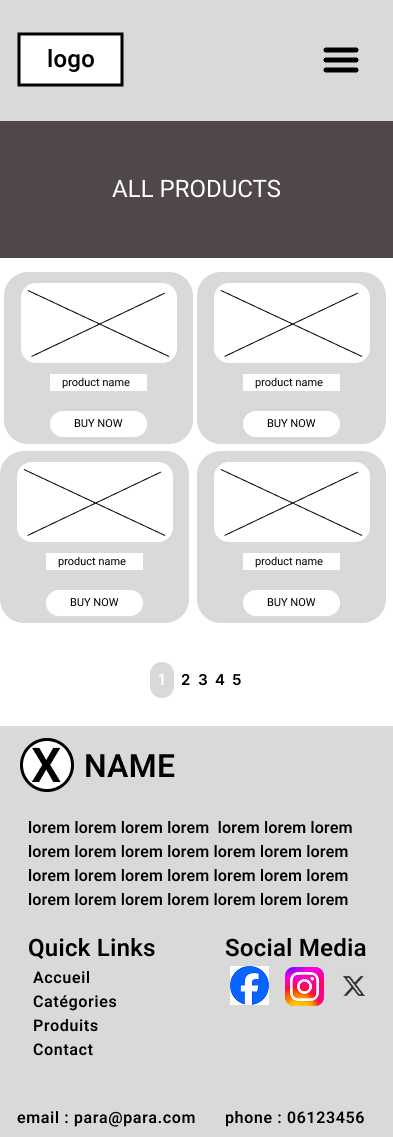 logo
ALL PRODUCTS
product name
product name
BUY NOW
BUY NOW
product name
product name
BUY NOW
BUY NOW
1 2 3 4 5
X NAME
lorem lorem lorem lorem  lorem lorem lorem
lorem lorem lorem lorem lorem lorem lorem
lorem lorem lorem lorem lorem lorem lorem
lorem lorem lorem lorem lorem lorem lorem
Quick Links
Social Media
Accueil
Catégories
Produits
Contact
email : para@para.com
phone : 06123456